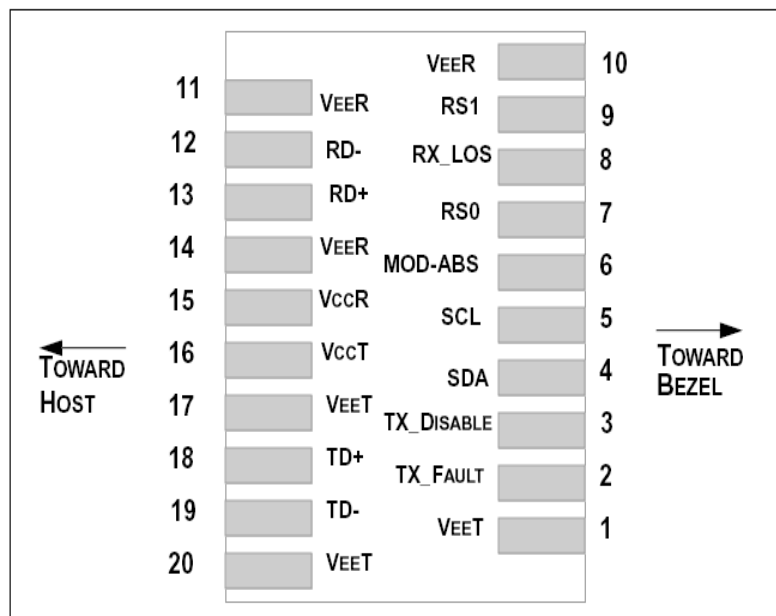 VEER 10
11 VEER
RS1 9
12 RD-
RX_LOS 8
13 RD+
RS0 7
14 VEER
MOD-ABS 6
15 VCCR
SCL 5
16 VCCT
TOWARD HOST
TOWARD BEZEL
SDA 4
17 VEET
TX_DISABLE 3
18 TD+
TX_FAULT 2
19 TD-
VEET 1
20 VEET